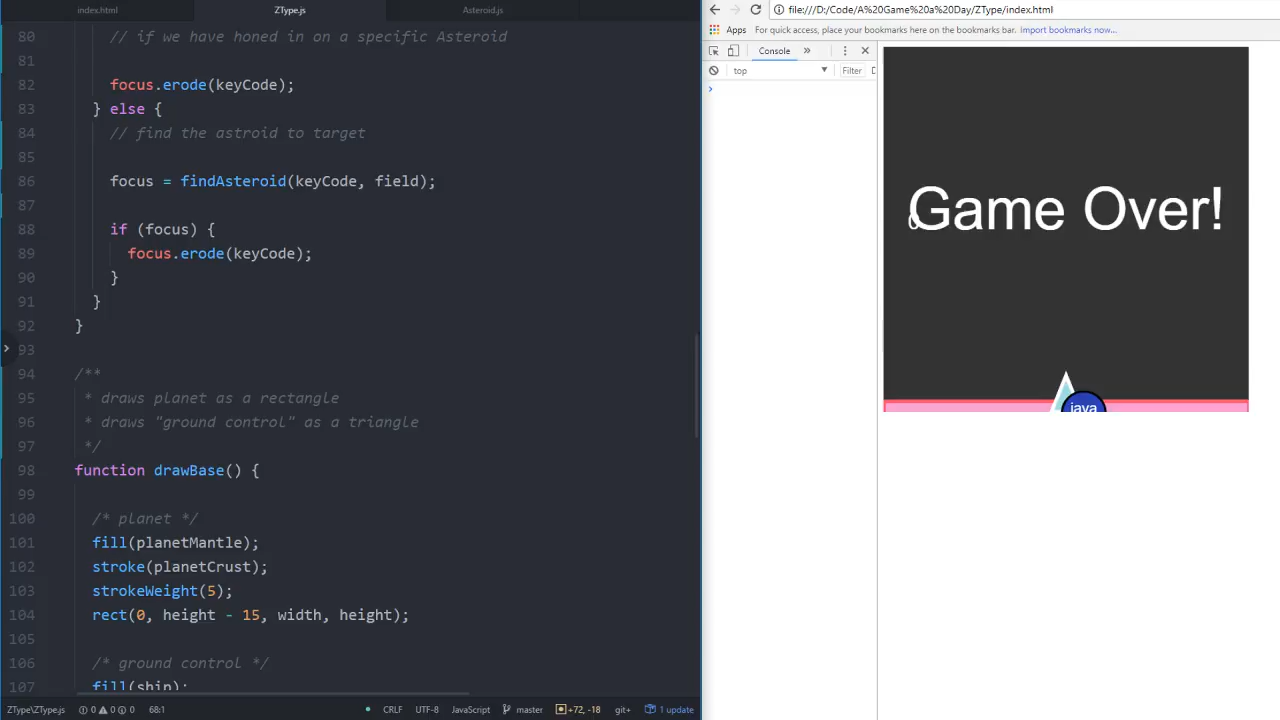 index.html
ZType.js
Asteroid.js
80 // if we have honed in on a specific Asteroid
81
82 focus.erode(keyCode);
83 } else {
84 // find the astroid to target
85
86 focus = findAsteroid(keyCode, field);
87
88 if (focus) {
89 focus.erode(keyCode);
90 }
91 }
92 }
93
94 /**
95 * draws planet as a rectangle
96 * draws "ground control" as a triangle
97 */
98 function drawBase() {
99
100 /* planet */
101 fill(planetMantle);
102 stroke(planetCrust);
103 strokeWeight(5);
104 rect(0, height - 15, width, height);
105
106 /* ground control */
107 fill(ship);
ZType\ZType.js 0 0 0 68:1 CRLF UTF-8 JavaScript master +72, -18 git+ 1 update
file:///D:/Code/A%20Game%20a%20Day/ZType/index.html
Apps For quick access, place your bookmarks here on the bookmarks bar. Import bookmarks now...
Console »
top Filter
Game Over!
0
java